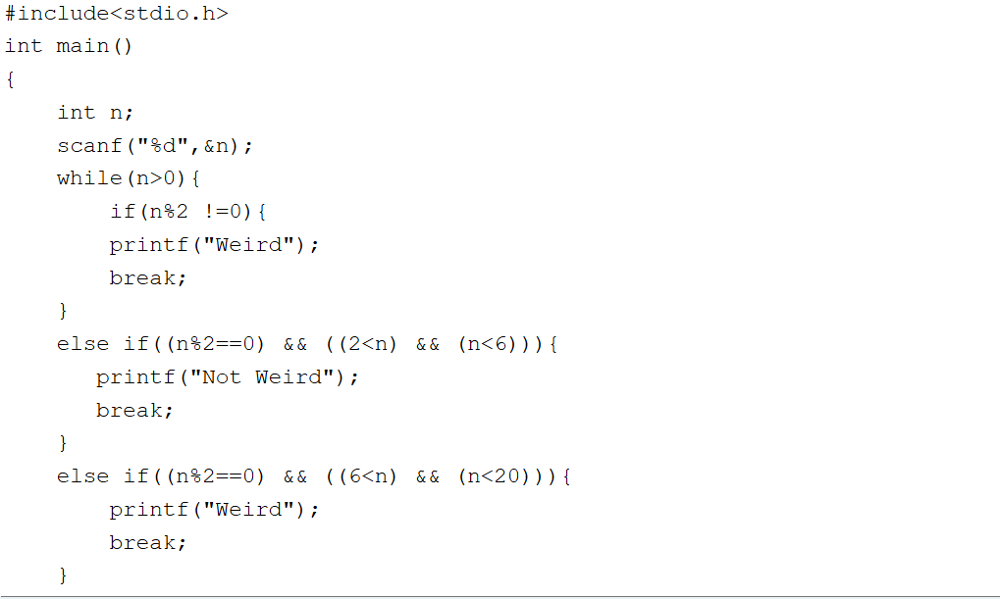 #include<stdio.h>
int main()
{
    int n;
    scanf("%d",&n);
    while(n>0){
        if(n%2 !=0){
        printf("Weird");
        break;
    }
    else if((n%2==0) && ((2<n) && (n<6))){
       printf("Not Weird");
       break;
    }
    else if((n%2==0) && ((6<n) && (n<20))){
        printf("Weird");
        break;
    }